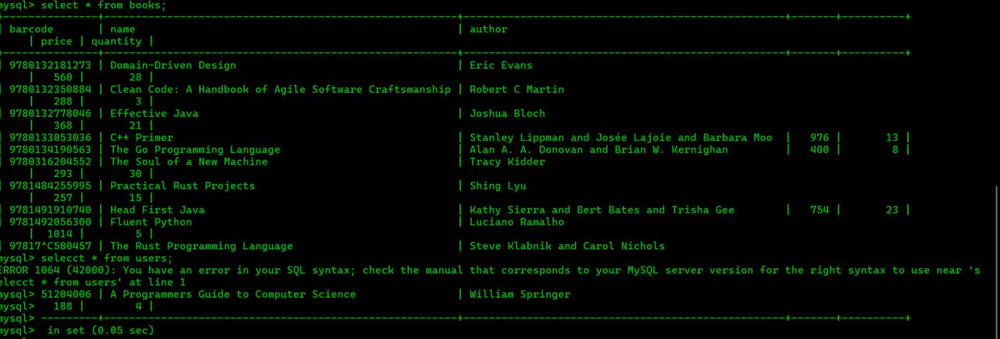 mysql> select * from books;
+---------------+---------------------------------------------------------+----------------------------------------------------+-------+----------+
| barcode       | name                                                    | author
    | price | quantity |
+---------------+---------------------------------------------------------+----------------------------------------------------+-------+----------+
| 9780132181273 | Domain-Driven Design                                    | Eric Evans
    |   560 |       28 |
| 9780132350884 | Clean Code: A Handbook of Agile Software Craftsmanship | Robert C Martin
    |   288 |        3 |
| 9780132778046 | Effective Java                                          | Joshua Bloch
    |   368 |       21 |
| 9780133053036 | C++ Primer                                              | Stanley Lippman and Josée Lajoie and Barbara Moo  |   976 |       13 |
| 9780134190563 | The Go Programming Language                             | Alan A. A. Donovan and Brian W. Kernighan         |   400 |        8 |
| 9780316204552 | The Soul of a New Machine                               | Tracy Kidder
    |   293 |       30 |
| 9781484255995 | Practical Rust Projects                                 | Shing Lyu
    |   257 |       15 |
| 9781491910740 | Head First Java                                         | Kathy Sierra and Bert Bates and Trisha Gee        |   754 |       23 |
| 9781492056300 | Fluent Python                                           | Luciano Ramalho
    |  1014 |        5 |
| 97817^C500457 | The Rust Programming Language                           | Steve Klabnik and Carol Nichols
mysql> selecct * from users;
ERROR 1064 (42000): You have an error in your SQL syntax; check the manual that corresponds to your MySQL server version for the right syntax to use near 's
elecct * from users' at line 1
mysql> 51204006 | A Programmers Guide to Computer Science | William Springer
mysql>   188 |        4 |
mysql> ---------+---------------------------------------------------------+----------------------------------------------------+-------+----------+
mysql>  in set (0.05 sec)